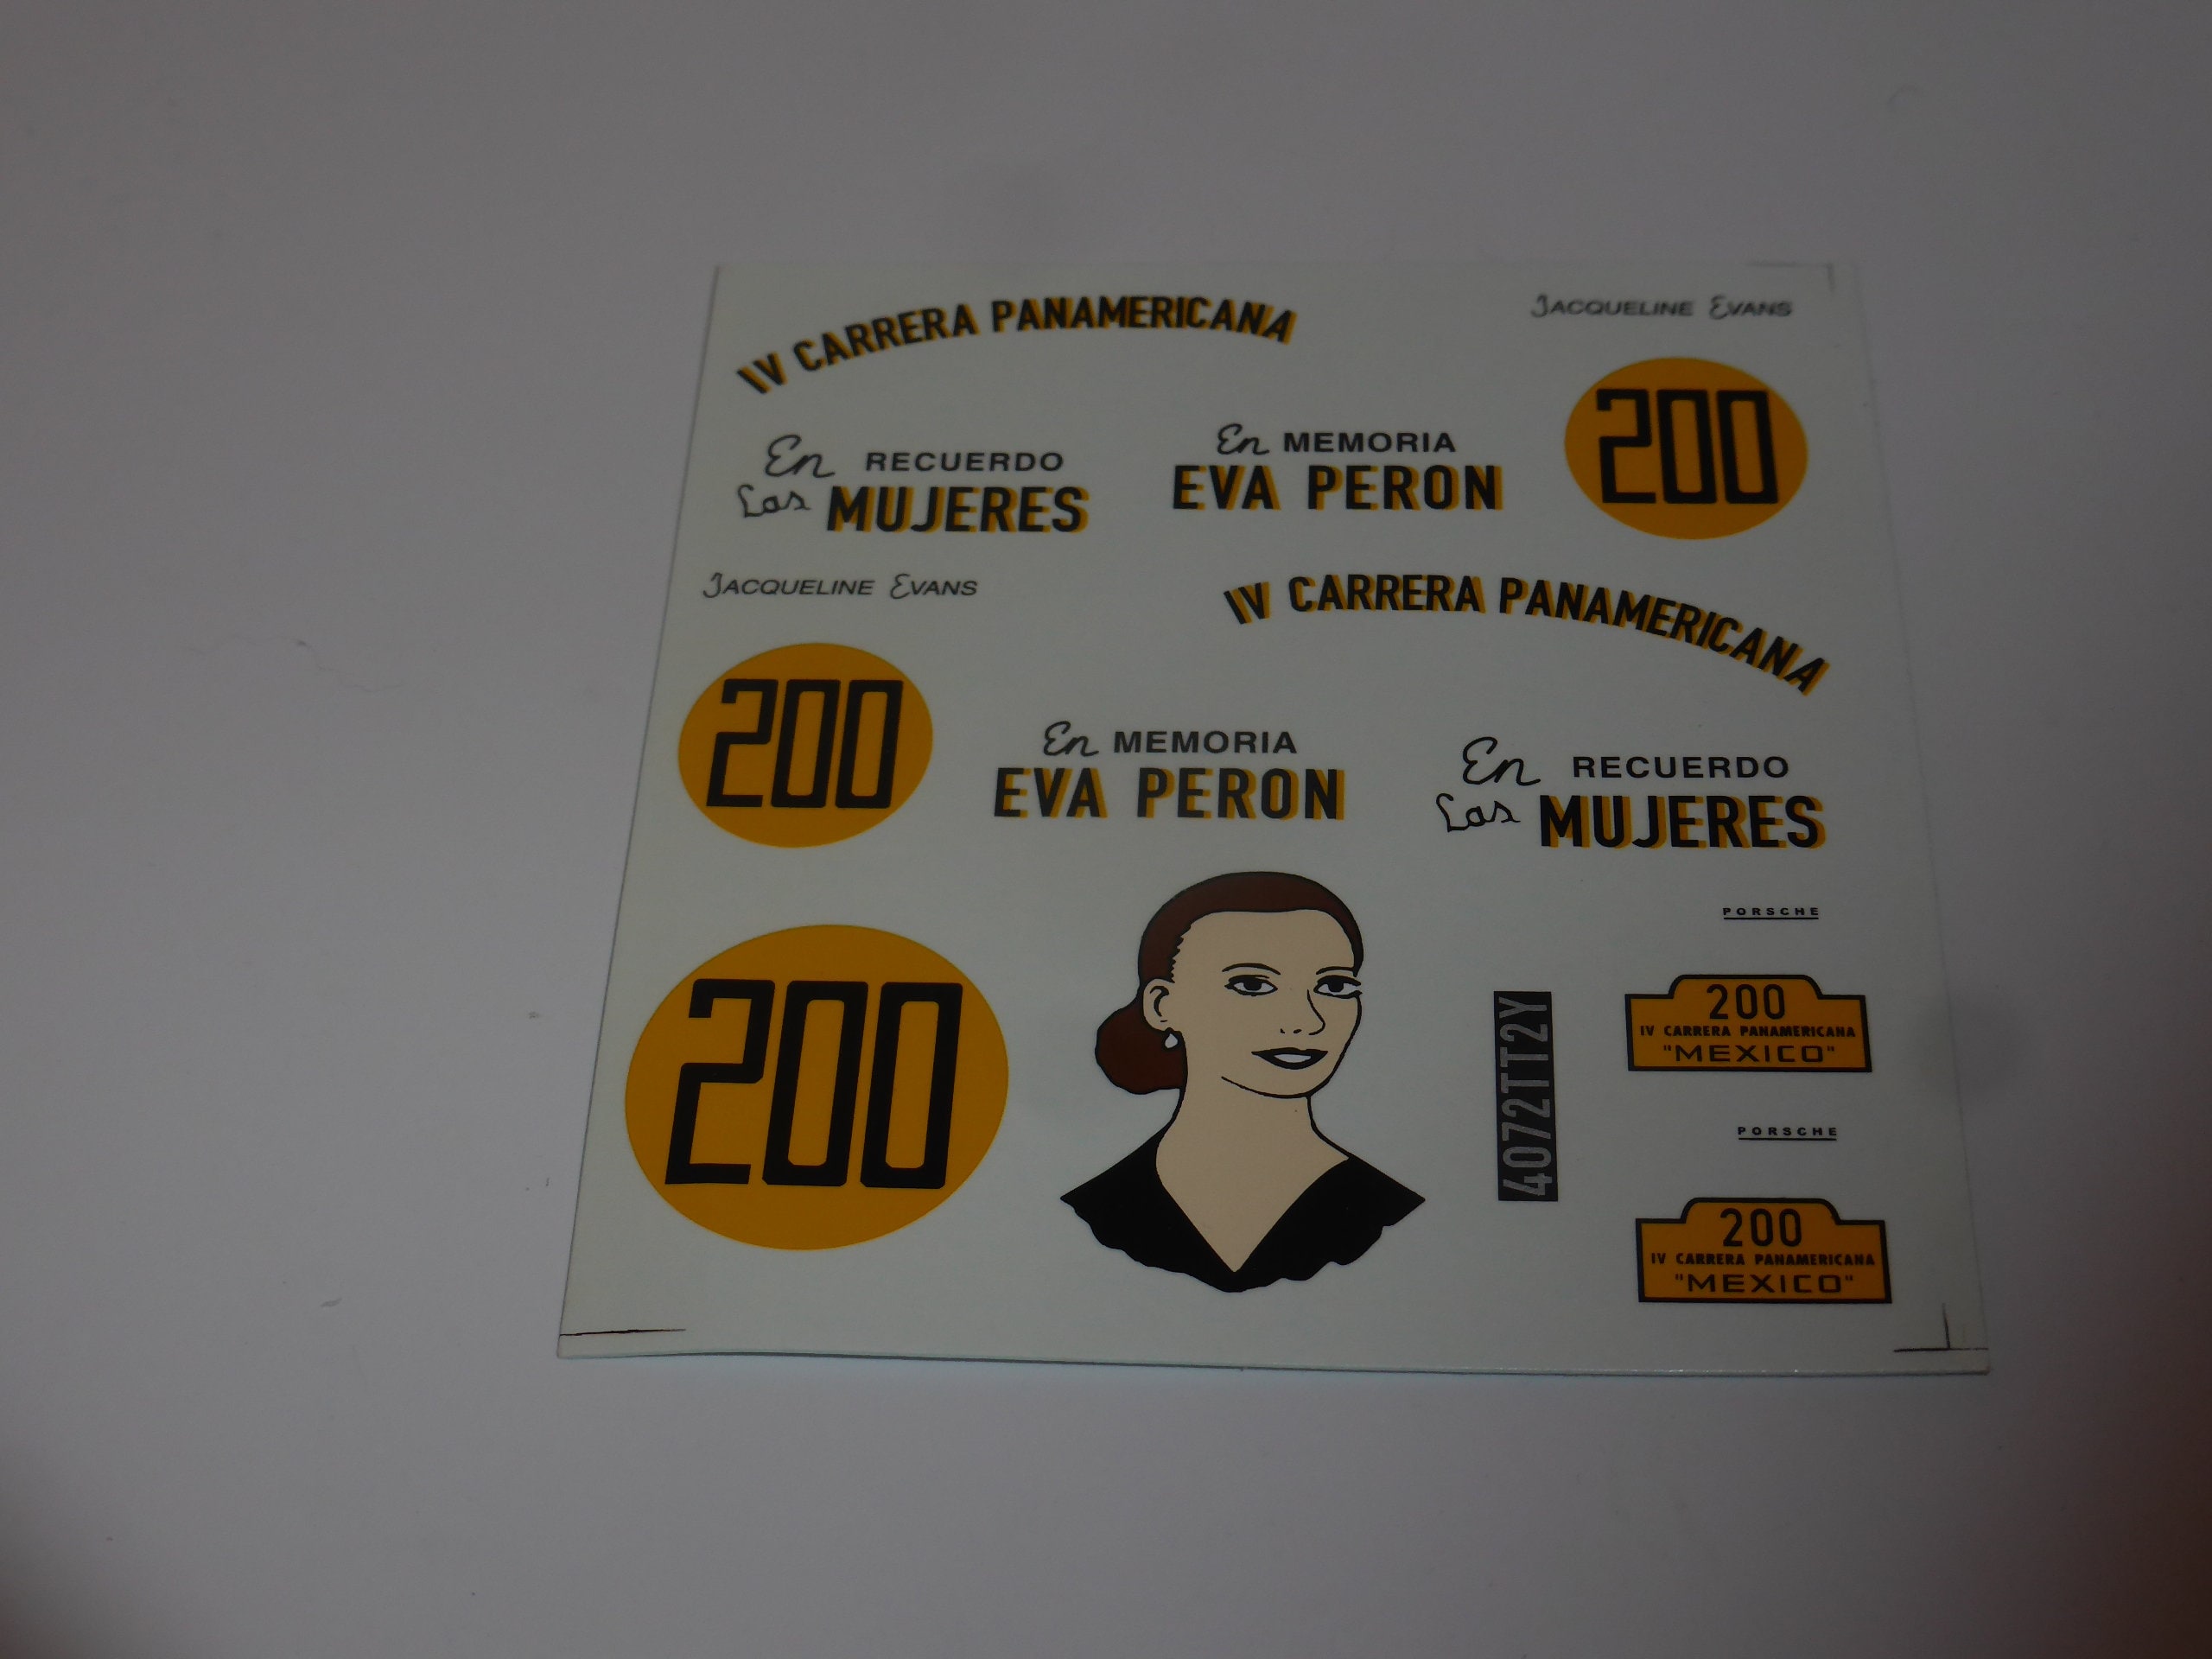 IV CARRERA PANAMERICANA
JACQUELINE EVANS
200
En RECUERDO
Las MUJERES
En MEMORIA
EVA PERON
JACQUELINE EVANS
IV CARRERA PANAMERICANA
200
En MEMORIA
EVA PERON
En RECUERDO
Las MUJERES
200
4072TT2Y
PORSCHE
200
IV CARRERA PANAMERICANA
"MEXICO"
PORSCHE
200
IV CARRERA PANAMERICANA
"MEXICO"